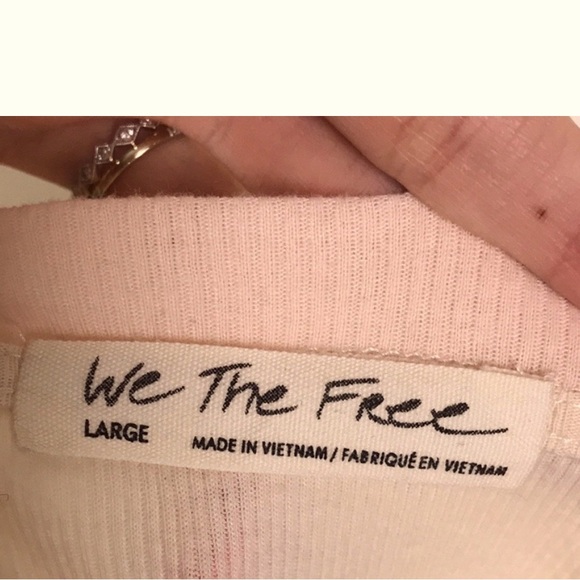 We The Free
LARGE
MADE IN VIETNAM / FABRIQUÉ EN VIETNAM